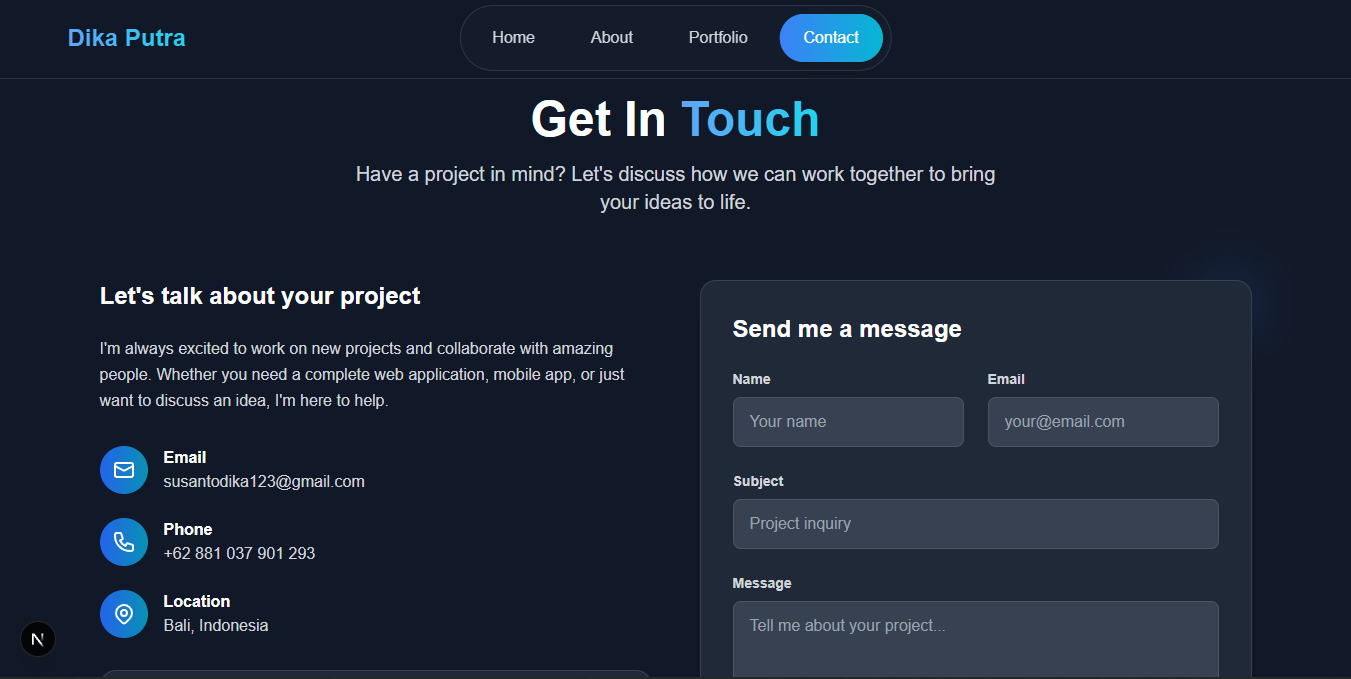 Dika Putra
Home
About
Portfolio
Contact
Get In Touch
Have a project in mind? Let's discuss how we can work together to bring
your ideas to life.
Let's talk about your project
I'm always excited to work on new projects and collaborate with amazing
people. Whether you need a complete web application, mobile app, or just
want to discuss an idea, I'm here to help.
Email
susantodika123@gmail.com
Phone
+62 881 037 901 293
Location
Bali, Indonesia
N
Send me a message
Name
Email
Your name
your@email.com
Subject
Project inquiry
Message
Tell me about your project...